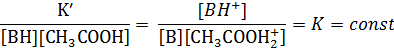 K′ / [BH][CH₃COOH] = [BH⁺] / [B][CH₃COOH₂⁺] = K = const